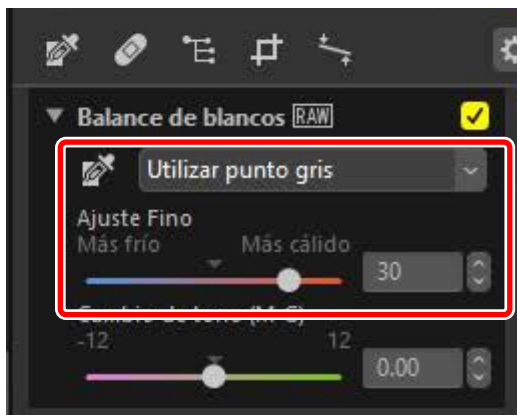 Balance de blancos RAW
Utilizar punto gris
Ajuste Fino
Más frío Más cálido
30
-12 12
0.00